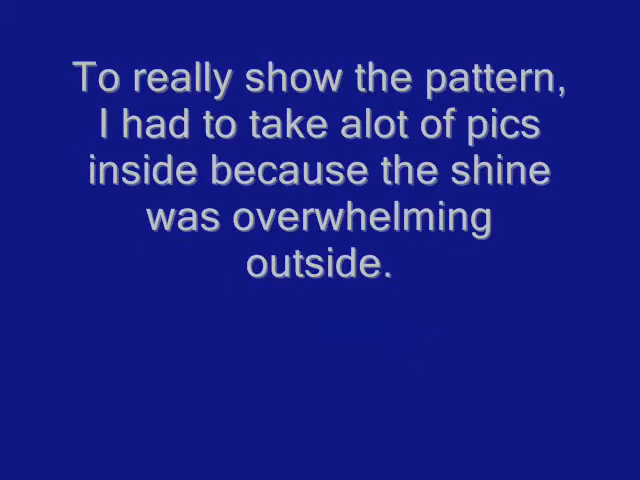 To really show the pattern,
I had to take alot of pics
inside because the shine
was overwhelming
outside.